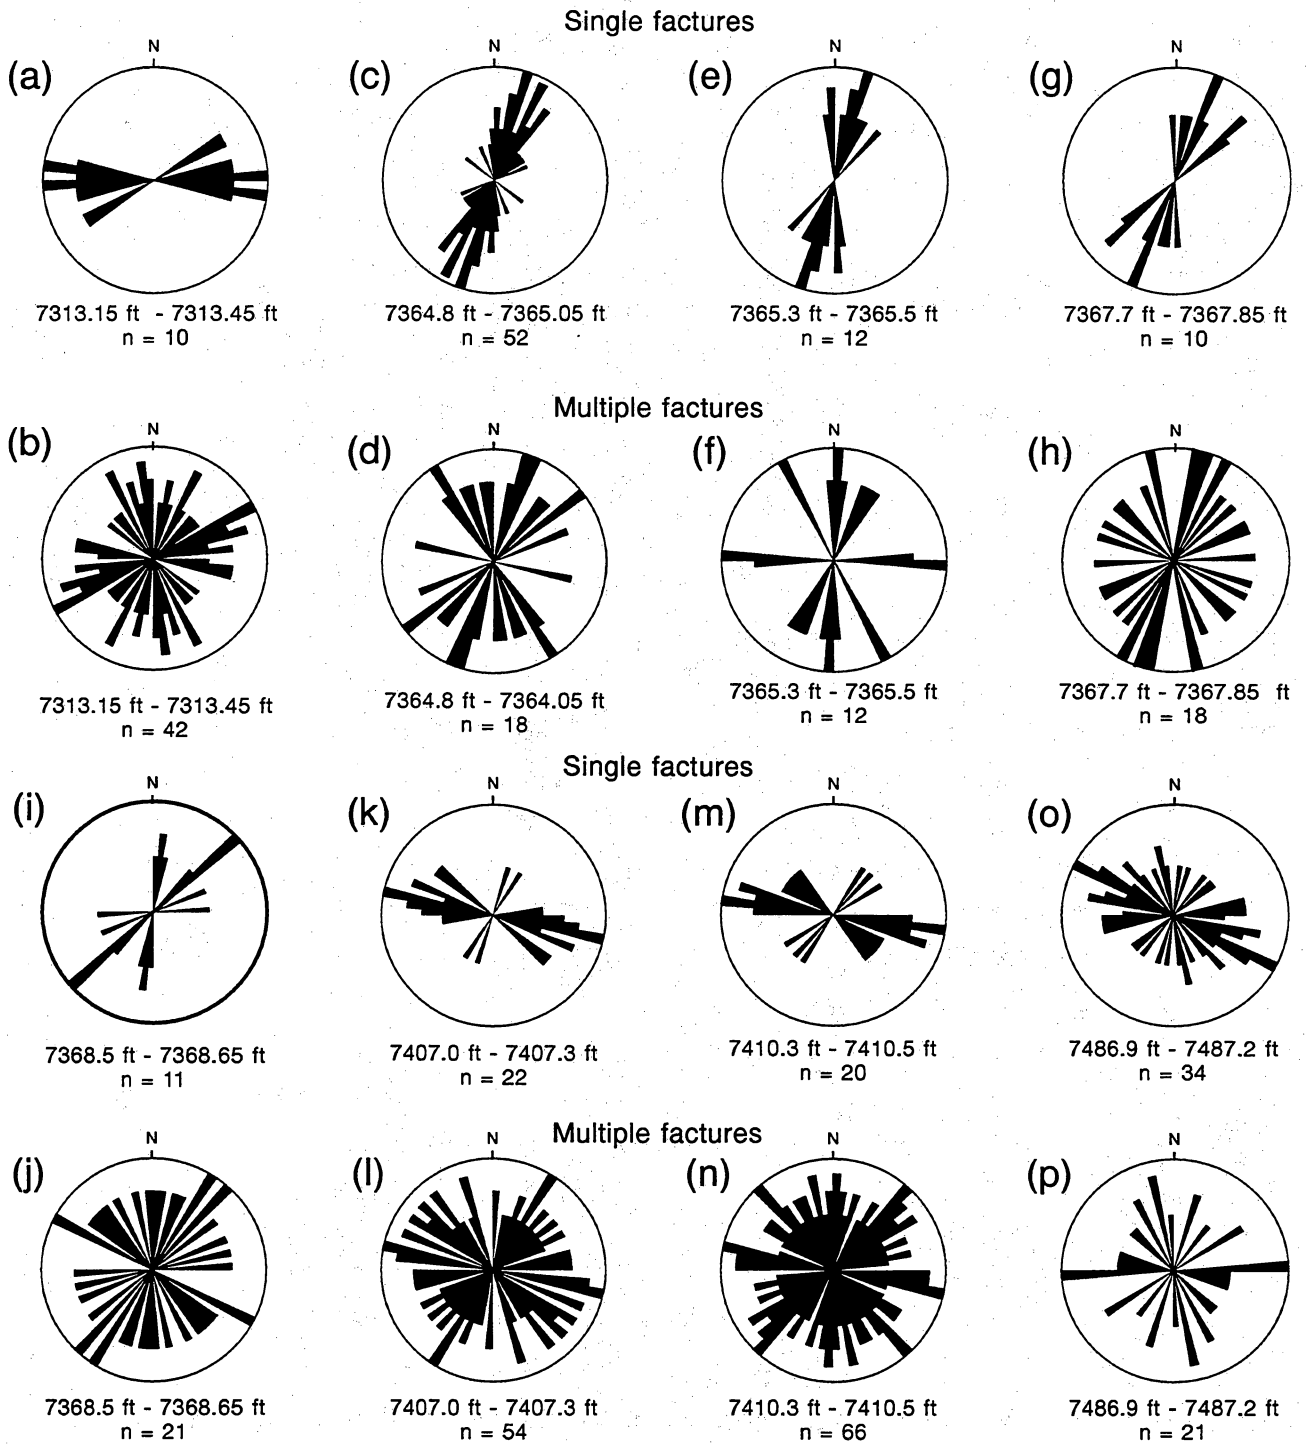 Single factures
N N N N
(a) (c) (e) (g)
7313.15 ft - 7313.45 ft 7364.8 ft - 7365.05 ft 7365.3 ft - 7365.5 ft 7367.7 ft - 7367.85 ft
n = 10 n = 52 n = 12 n = 10
Multiple factures
N N N N
(b) (d) (f) (h)
7313.15 ft - 7313.45 ft 7364.8 ft - 7364.05 ft 7365.3 ft - 7365.5 ft 7367.7 ft - 7367.85 ft
n = 42 n = 18 n = 12 n = 18
Single factures
N N N N
(i) (k) (m) (o)
7368.5 ft - 7368.65 ft 7407.0 ft - 7407.3 ft 7410.3 ft - 7410.5 ft 7486.9 ft - 7487.2 ft
n = 11 n = 22 n = 20 n = 34
Multiple factures
N N N N
(j) (l) (n) (p)
7368.5 ft - 7368.65 ft 7407.0 ft - 7407.3 ft 7410.3 ft - 7410.5 ft 7486.9 ft - 7487.2 ft
n = 21 n = 54 n = 66 n = 21